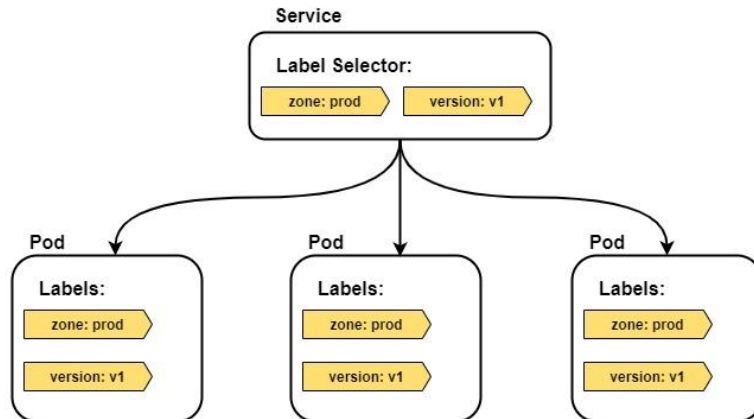 Service
Label Selector:
zone: prod
version: v1
Pod
Labels:
zone: prod
version: v1
Pod
Labels:
zone: prod
version: v1
Pod
Labels:
zone: prod
version: v1